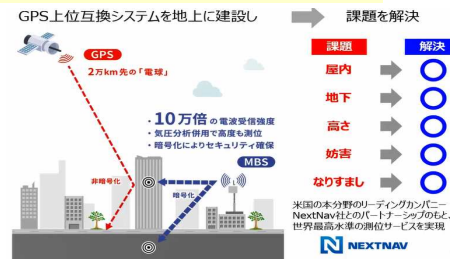 GPS上位互換システムを地上に建設し
課題を解決
GPS
2万km先の「電球」
・10万倍の電波受信強度
・気圧分析併用で高度も測位
・暗号化によりセキュリティ確保
MBS
非暗号化
暗号化
課題
解決
屋内
地下
高さ
妨害
なりすまし
米国の本分野のリーディングカンパニー
NextNav社とのパートナーシップのもと、
世界最高水準の測位サービスを実現
NEXTNAV